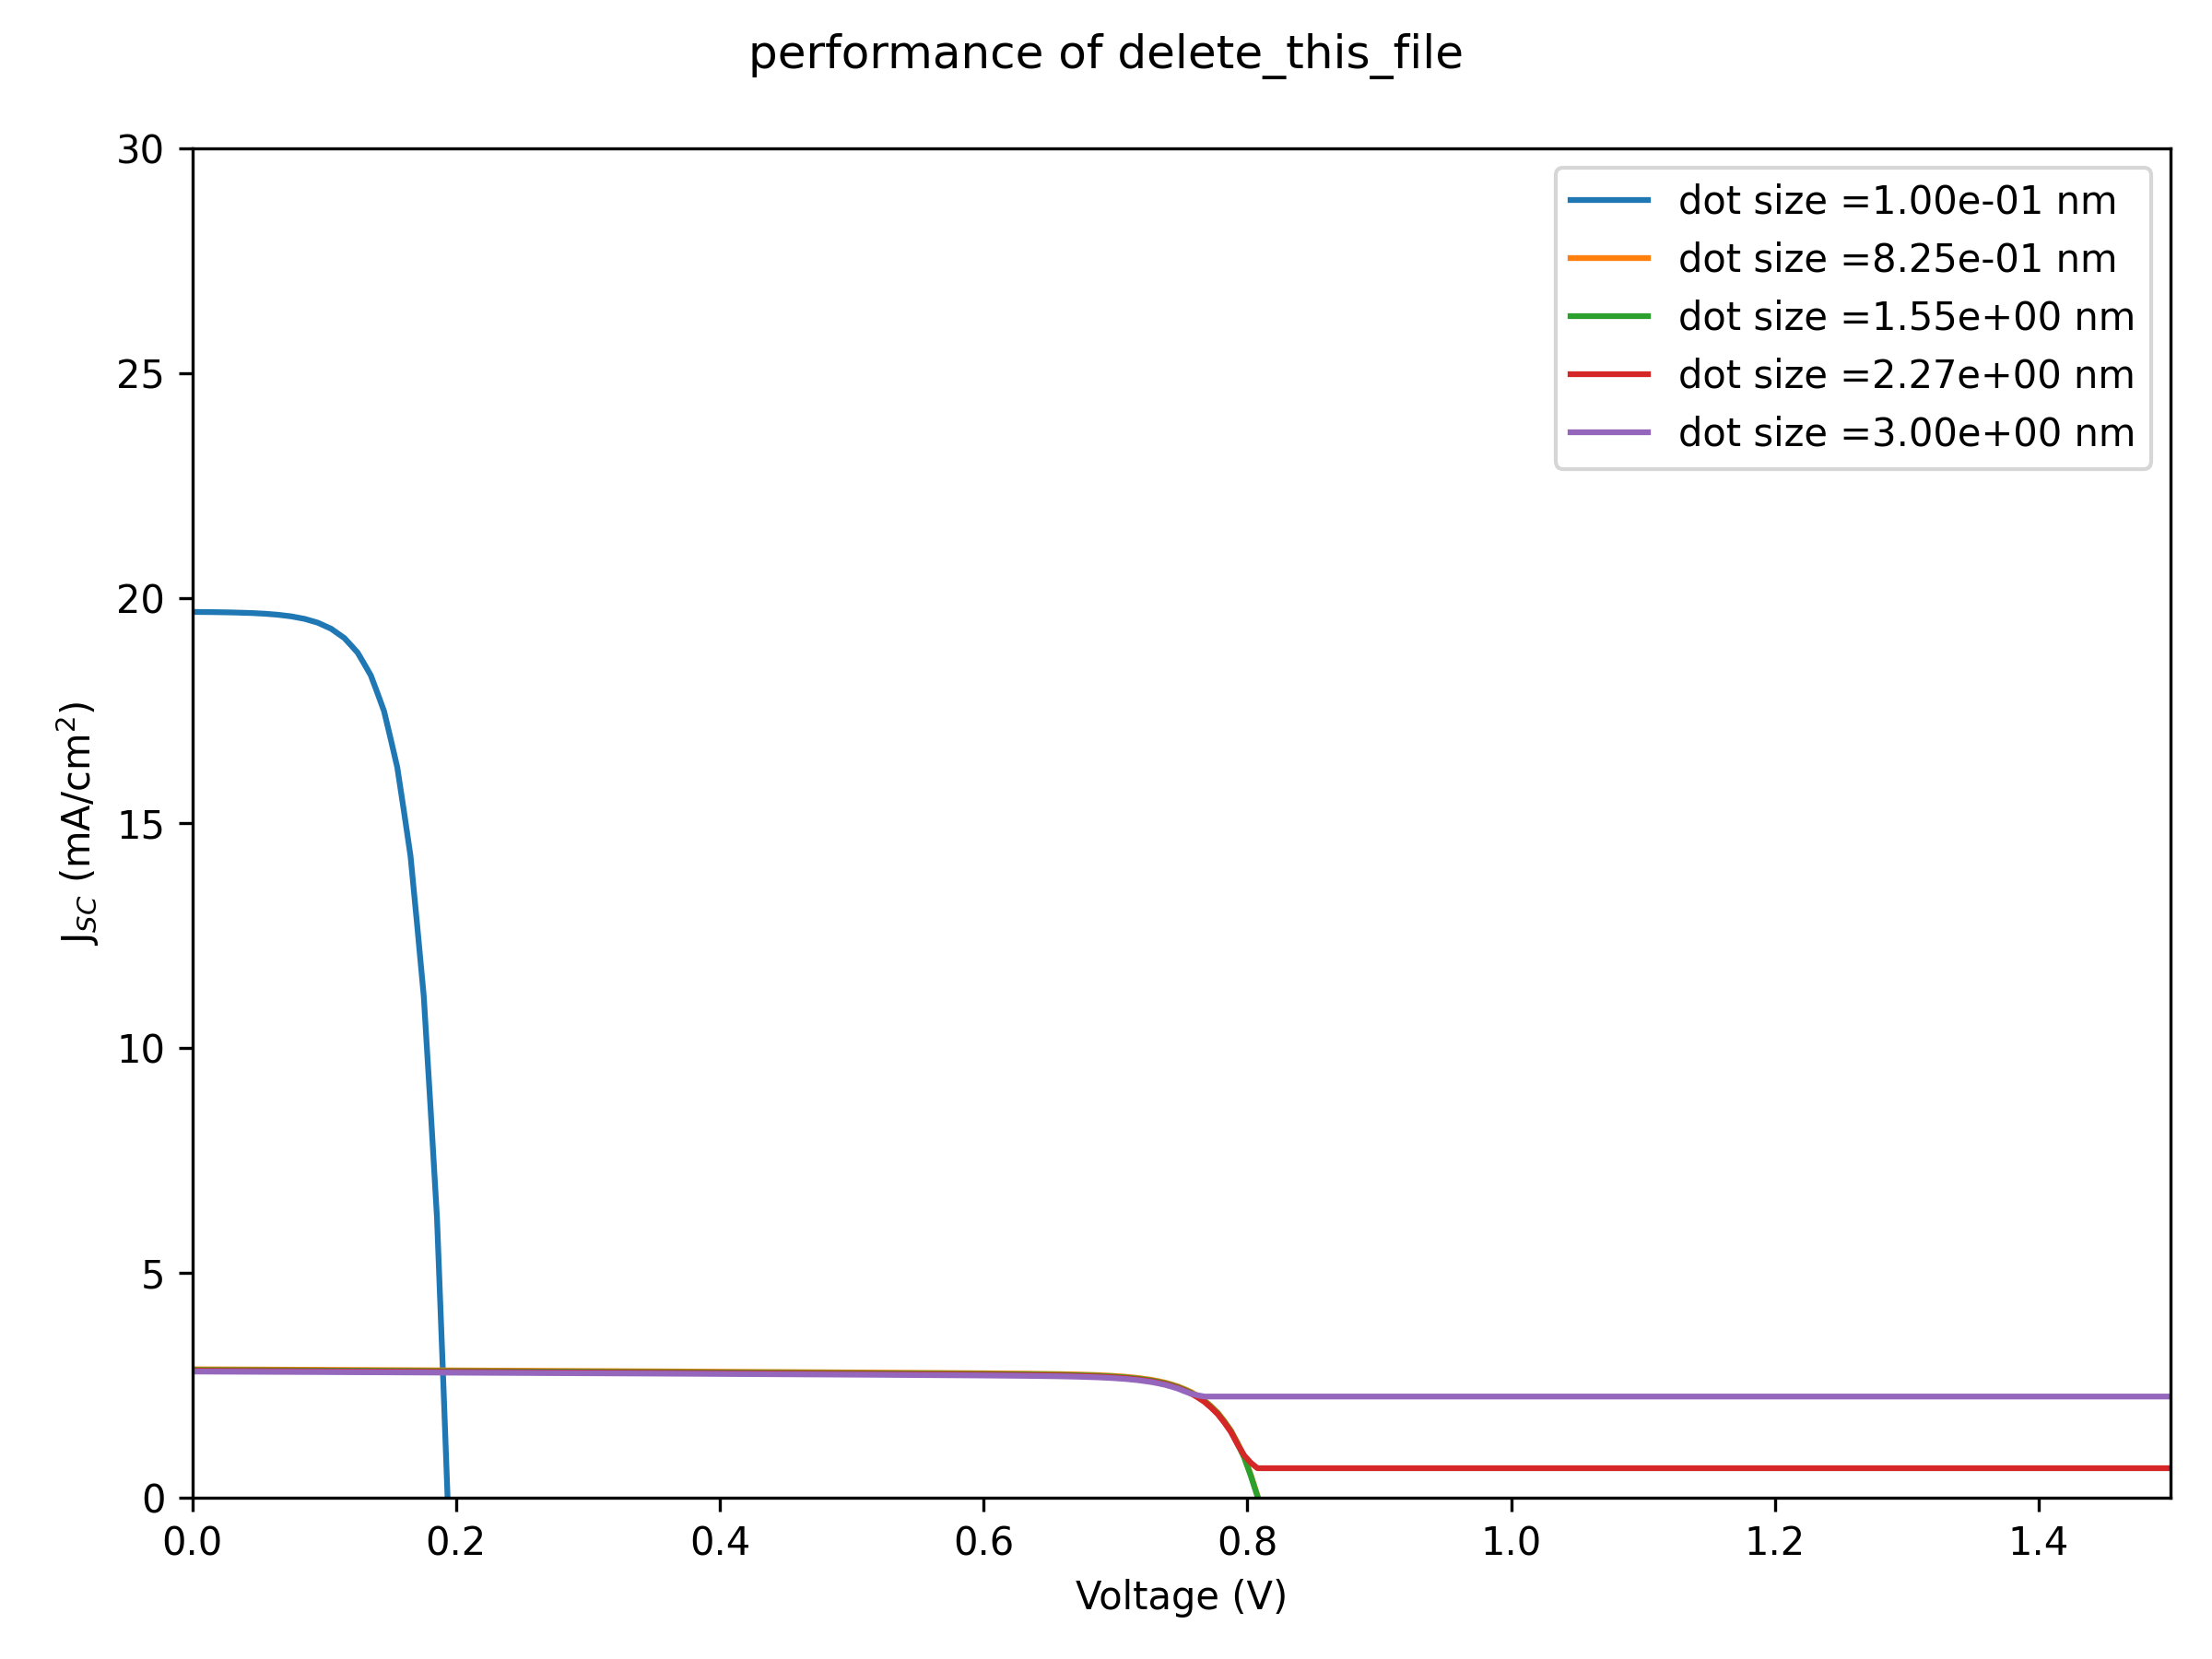 performance of delete_this_file
30
25
20
15
10
5
0
J_SC (mA/cm²)
dot size =1.00e-01 nm
dot size =8.25e-01 nm
dot size =1.55e+00 nm
dot size =2.27e+00 nm
dot size =3.00e+00 nm
0.0 0.2 0.4 0.6 0.8 1.0 1.2 1.4
Voltage (V)